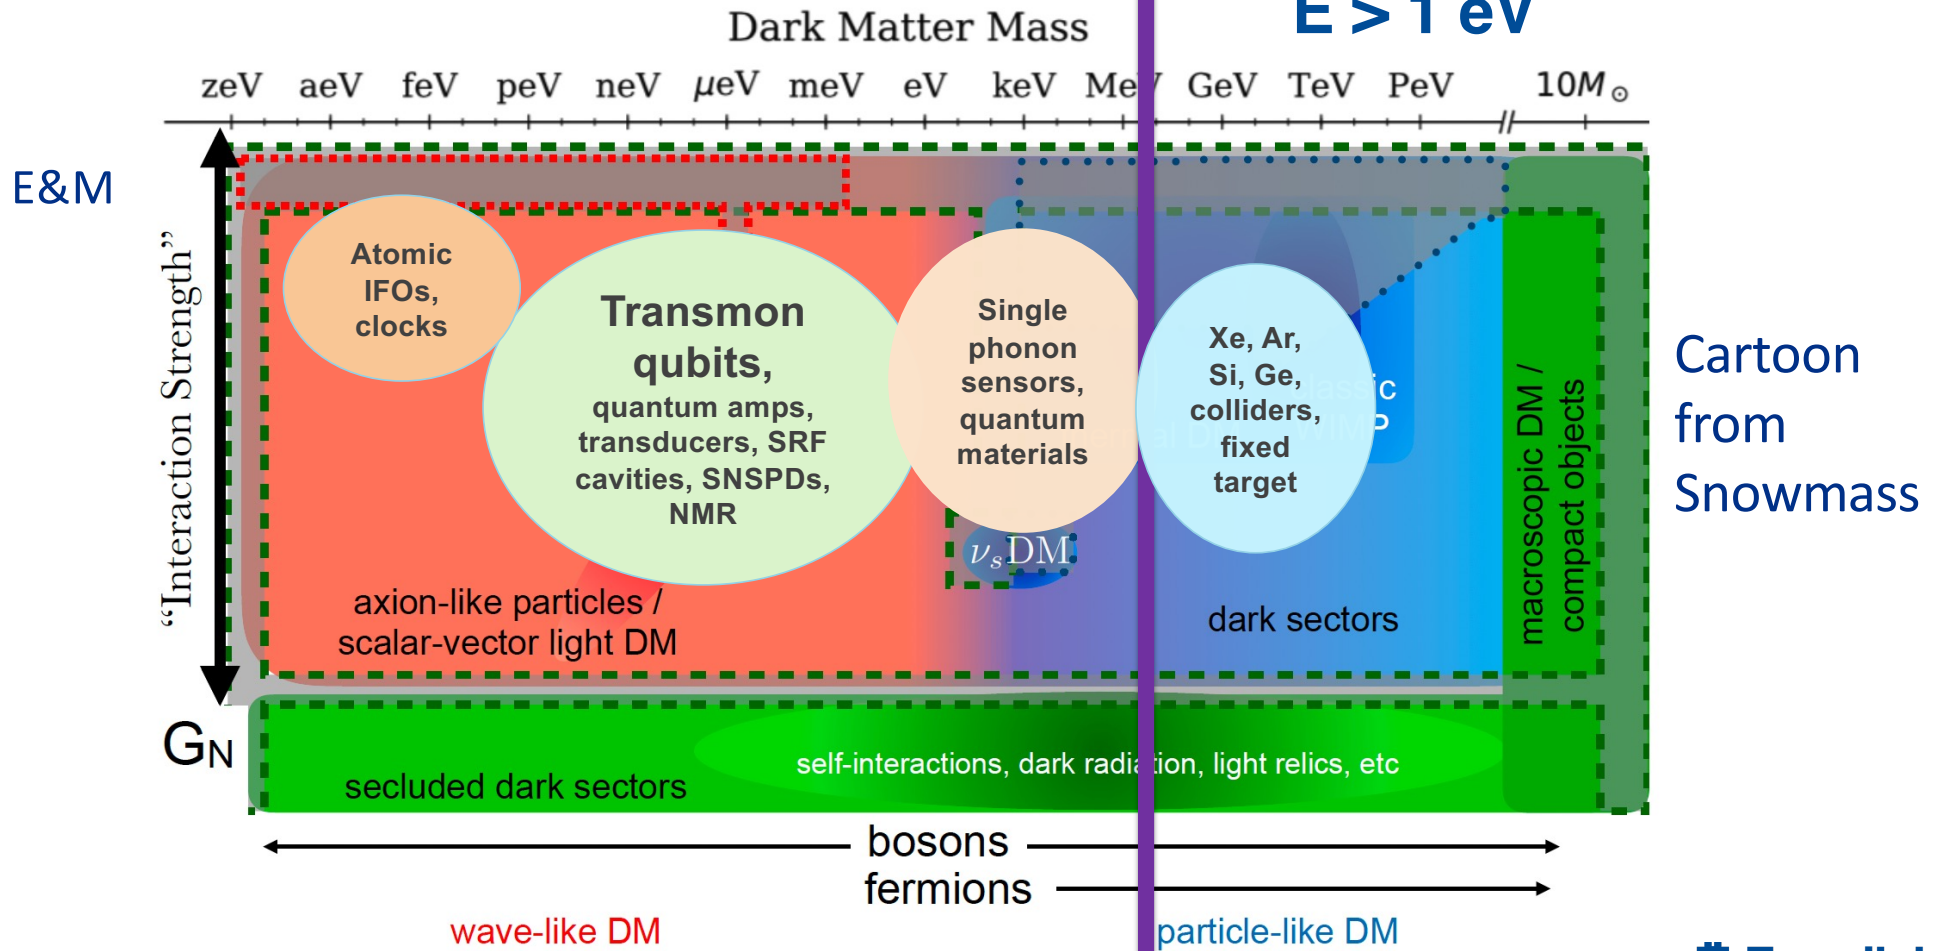 E > 1 eV
Dark Matter Mass
zeV aeV feV peV neV μeV meV eV keV MeV GeV TeV PeV 10M☉
E&M
“Interaction Strength”
Atomic
IFOs,
clocks
Transmon
qubits,
quantum amps,
transducers, SRF
cavities, SNSPDs,
NMR
Single
phonon
sensors,
quantum
materials
Xe, Ar,
Si, Ge,
colliders,
fixed
target
νsDM
axion-like particles /
scalar-vector light DM
dark sectors
macroscopic DM /
compact objects
Cartoon
from
Snowmass
GN
secluded dark sectors
self-interactions, dark radiation, light relics, etc
bosons
fermions
wave-like DM
particle-like DM